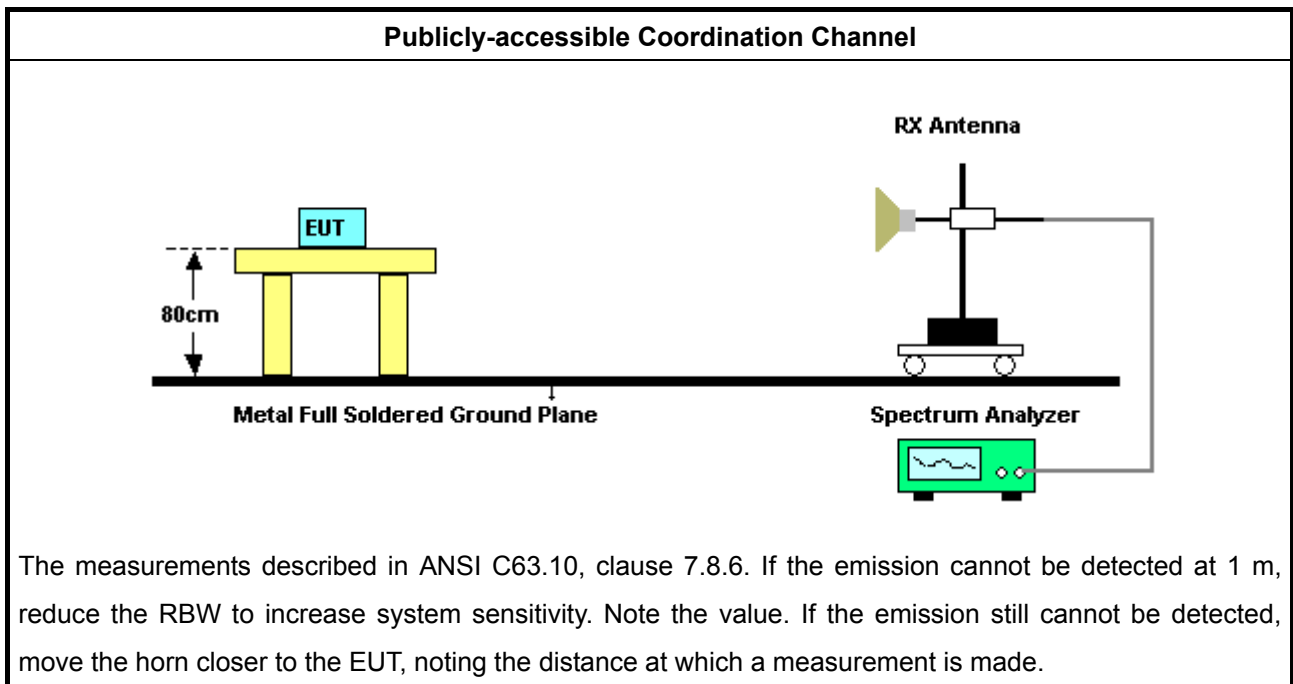 Publicly-accessible Coordination Channel
RX Antenna
EUT
80cm
Metal Full Soldered Ground Plane
Spectrum Analyzer
The measurements described in ANSI C63.10, clause 7.8.6. If the emission cannot be detected at 1 m,
reduce the RBW to increase system sensitivity. Note the value. If the emission still cannot be detected,
move the horn closer to the EUT, noting the distance at which a measurement is made.